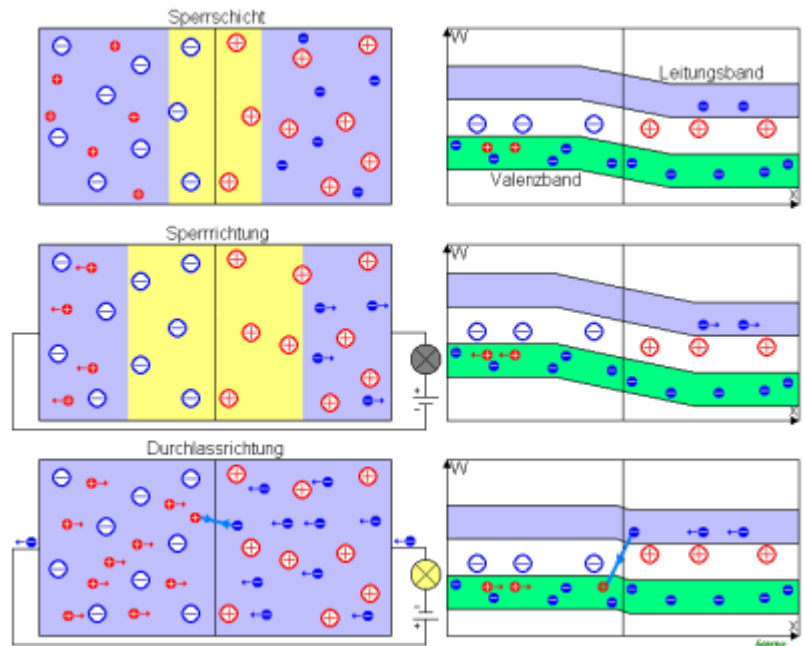 Sperrschicht
W
Leitungsband
Valenzband
x
Sperrrichtung
W
x
+
-
Durchlassrichtung
W
x
-
+